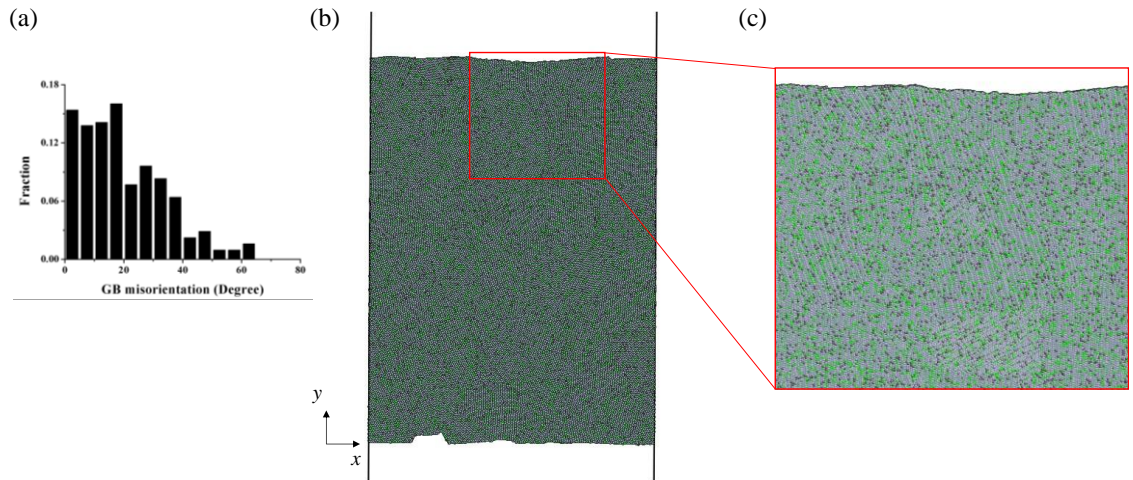 (a)
(b)
(c)
0.18
0.12
0.06
0.00
Fraction
0
20
40
60
80
GB misorientation (Degree)
y
x